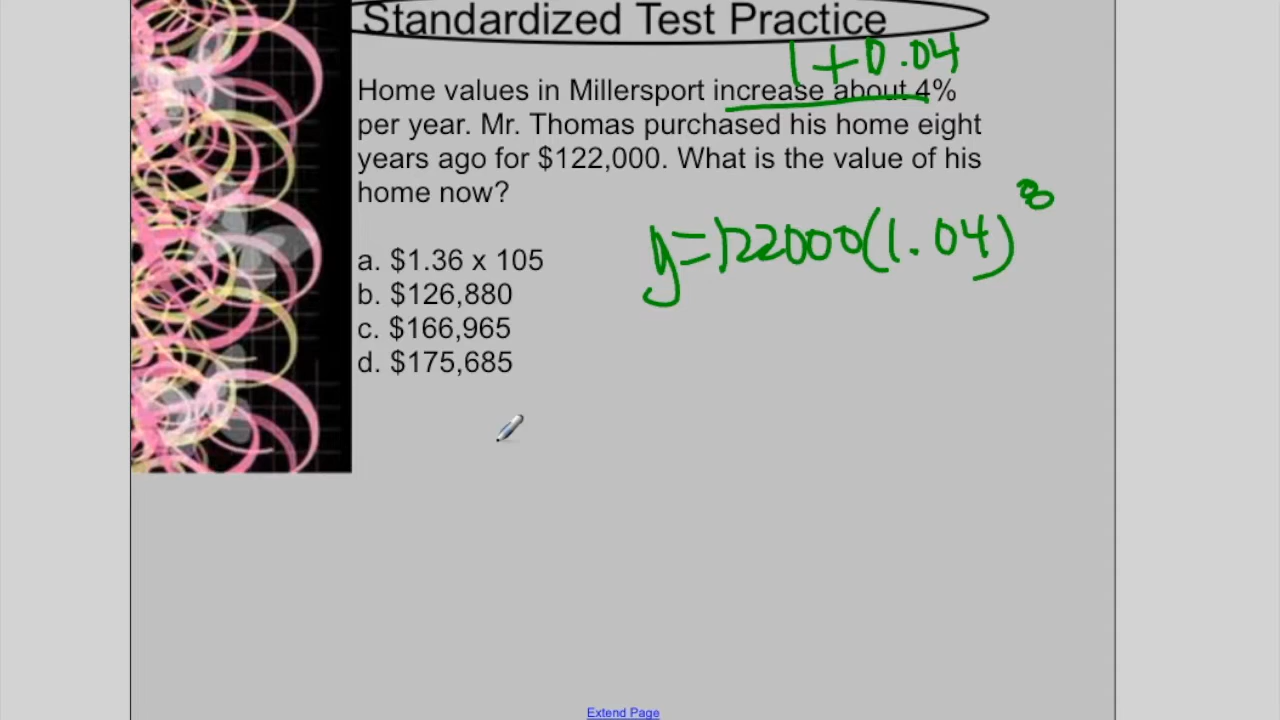 Standardized Test Practice
1+0.04
Home values in Millersport increase about 4%
per year. Mr. Thomas purchased his home eight
years ago for $122,000. What is the value of his
home now?
y=122000(1.04)^8
a. $1.36 x 105
b. $126,880
c. $166,965
d. $175,685
Extend Page